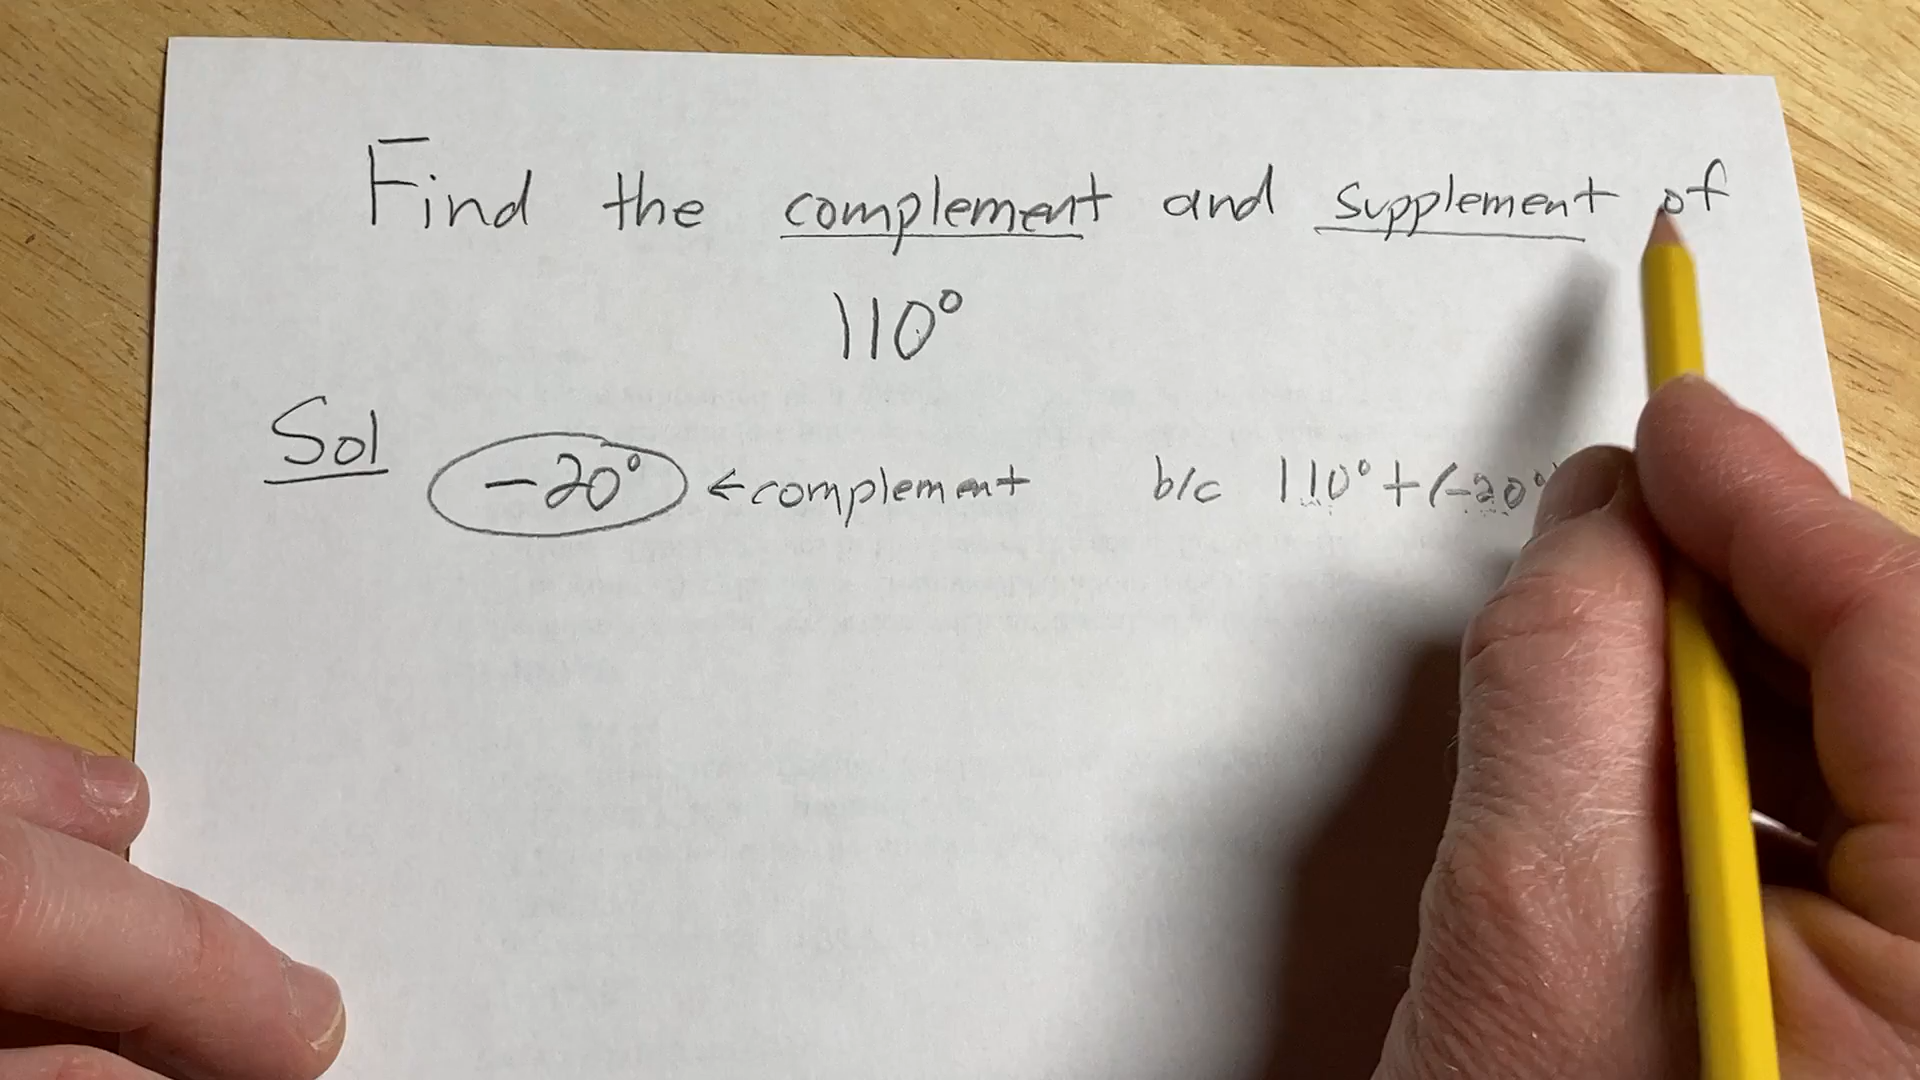 Find the complement and supplement of
110°
Sol
-20° ← complement b/c 110° + (-20°